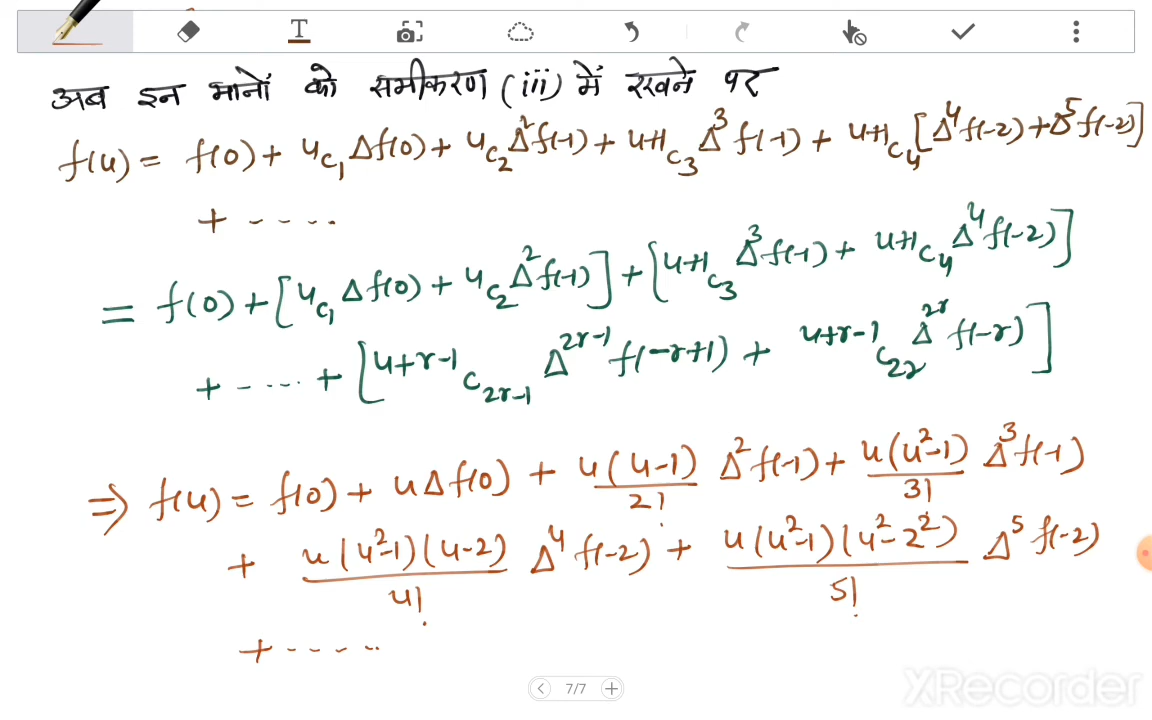 T
अब इन मानों को समीकरण (iii) में रखने पर
f(u) = f(0) + ᵘC₁ Δf(0) + ᵘC₂ Δ²f(-1) + ᵘ⁺¹C₃ Δ³f(-1) + ᵘ⁺¹C₄ [Δ⁴f(-2) + Δ⁵f(-2)]
+ - - - - .
= f(0) + [ᵘC₁ Δf(0) + ᵘC₂ Δ²f(-1)] + [ᵘ⁺¹C₃ Δ³f(-1) + ᵘ⁺¹C₄ Δ⁴f(-2)]
+ - ... + [ᵘ⁺ʳ⁻¹C₂ᵣ₋₁ Δ²ʳ⁻¹ f(-r+1) + ᵘ⁺ʳ⁻¹C₂ᵣ Δ²ʳ f(-r)]
⇒ f(u) = f(0) + uΔf(0) + u(u-1)/2! Δ²f(-1) + u(u²-1)/3! Δ³f(-1)
+ u(u²-1)(u-2)/4! Δ⁴f(-2) + u(u²-1)(u²-2²)/5! Δ⁵f(-2)
+ - - - - ..
7/7
XRecorder